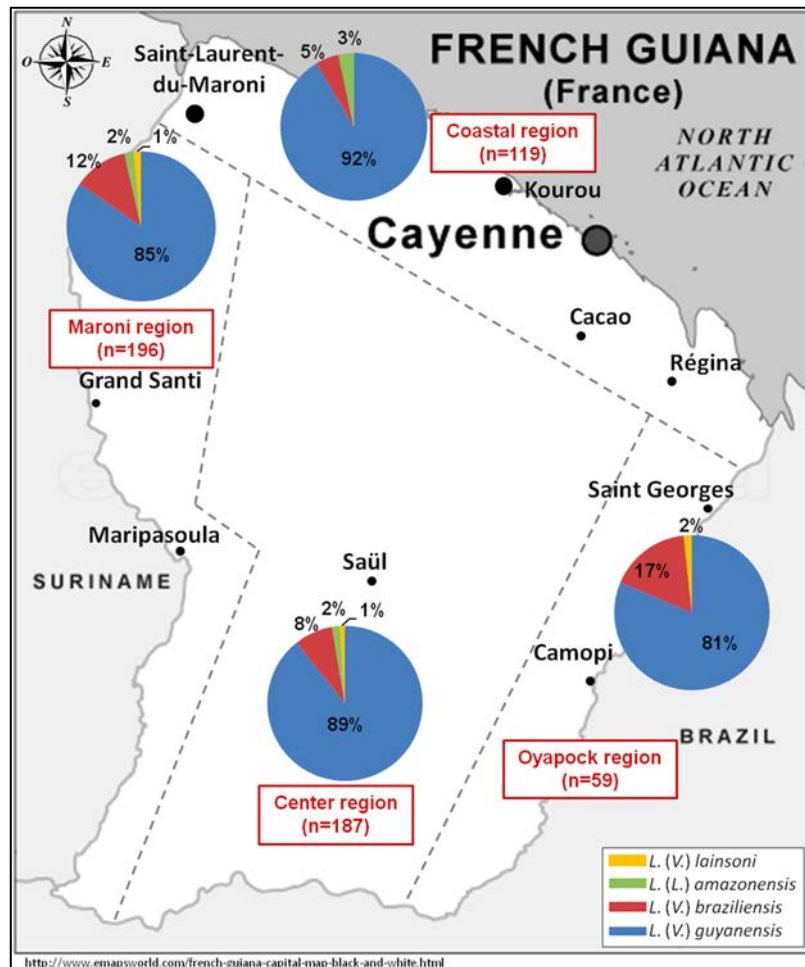 N
O
E
S
Saint-Laurent-
du-Maroni
5%
3%
92%
FRENCH GUIANA
(France)
Coastal region
(n=119)
NORTH
ATLANTIC
OCEAN
Kourou
Cayenne
2%
1%
12%
85%
Maroni region
(n=196)
Grand Santi
Cacao
Régina
Maripasoula
SURINAME
Saül
Saint Georges
2%
17%
81%
8%
2%
1%
89%
Center region
(n=187)
Camopi
BRAZIL
Oyapock region
(n=59)
L. (V.) lainsoni
L. (L.) amazonensis
L. (V.) braziliensis
L. (V.) guyanensis
http://www.emapsworld.com/french-guiana-capital-map-black-and-white.html